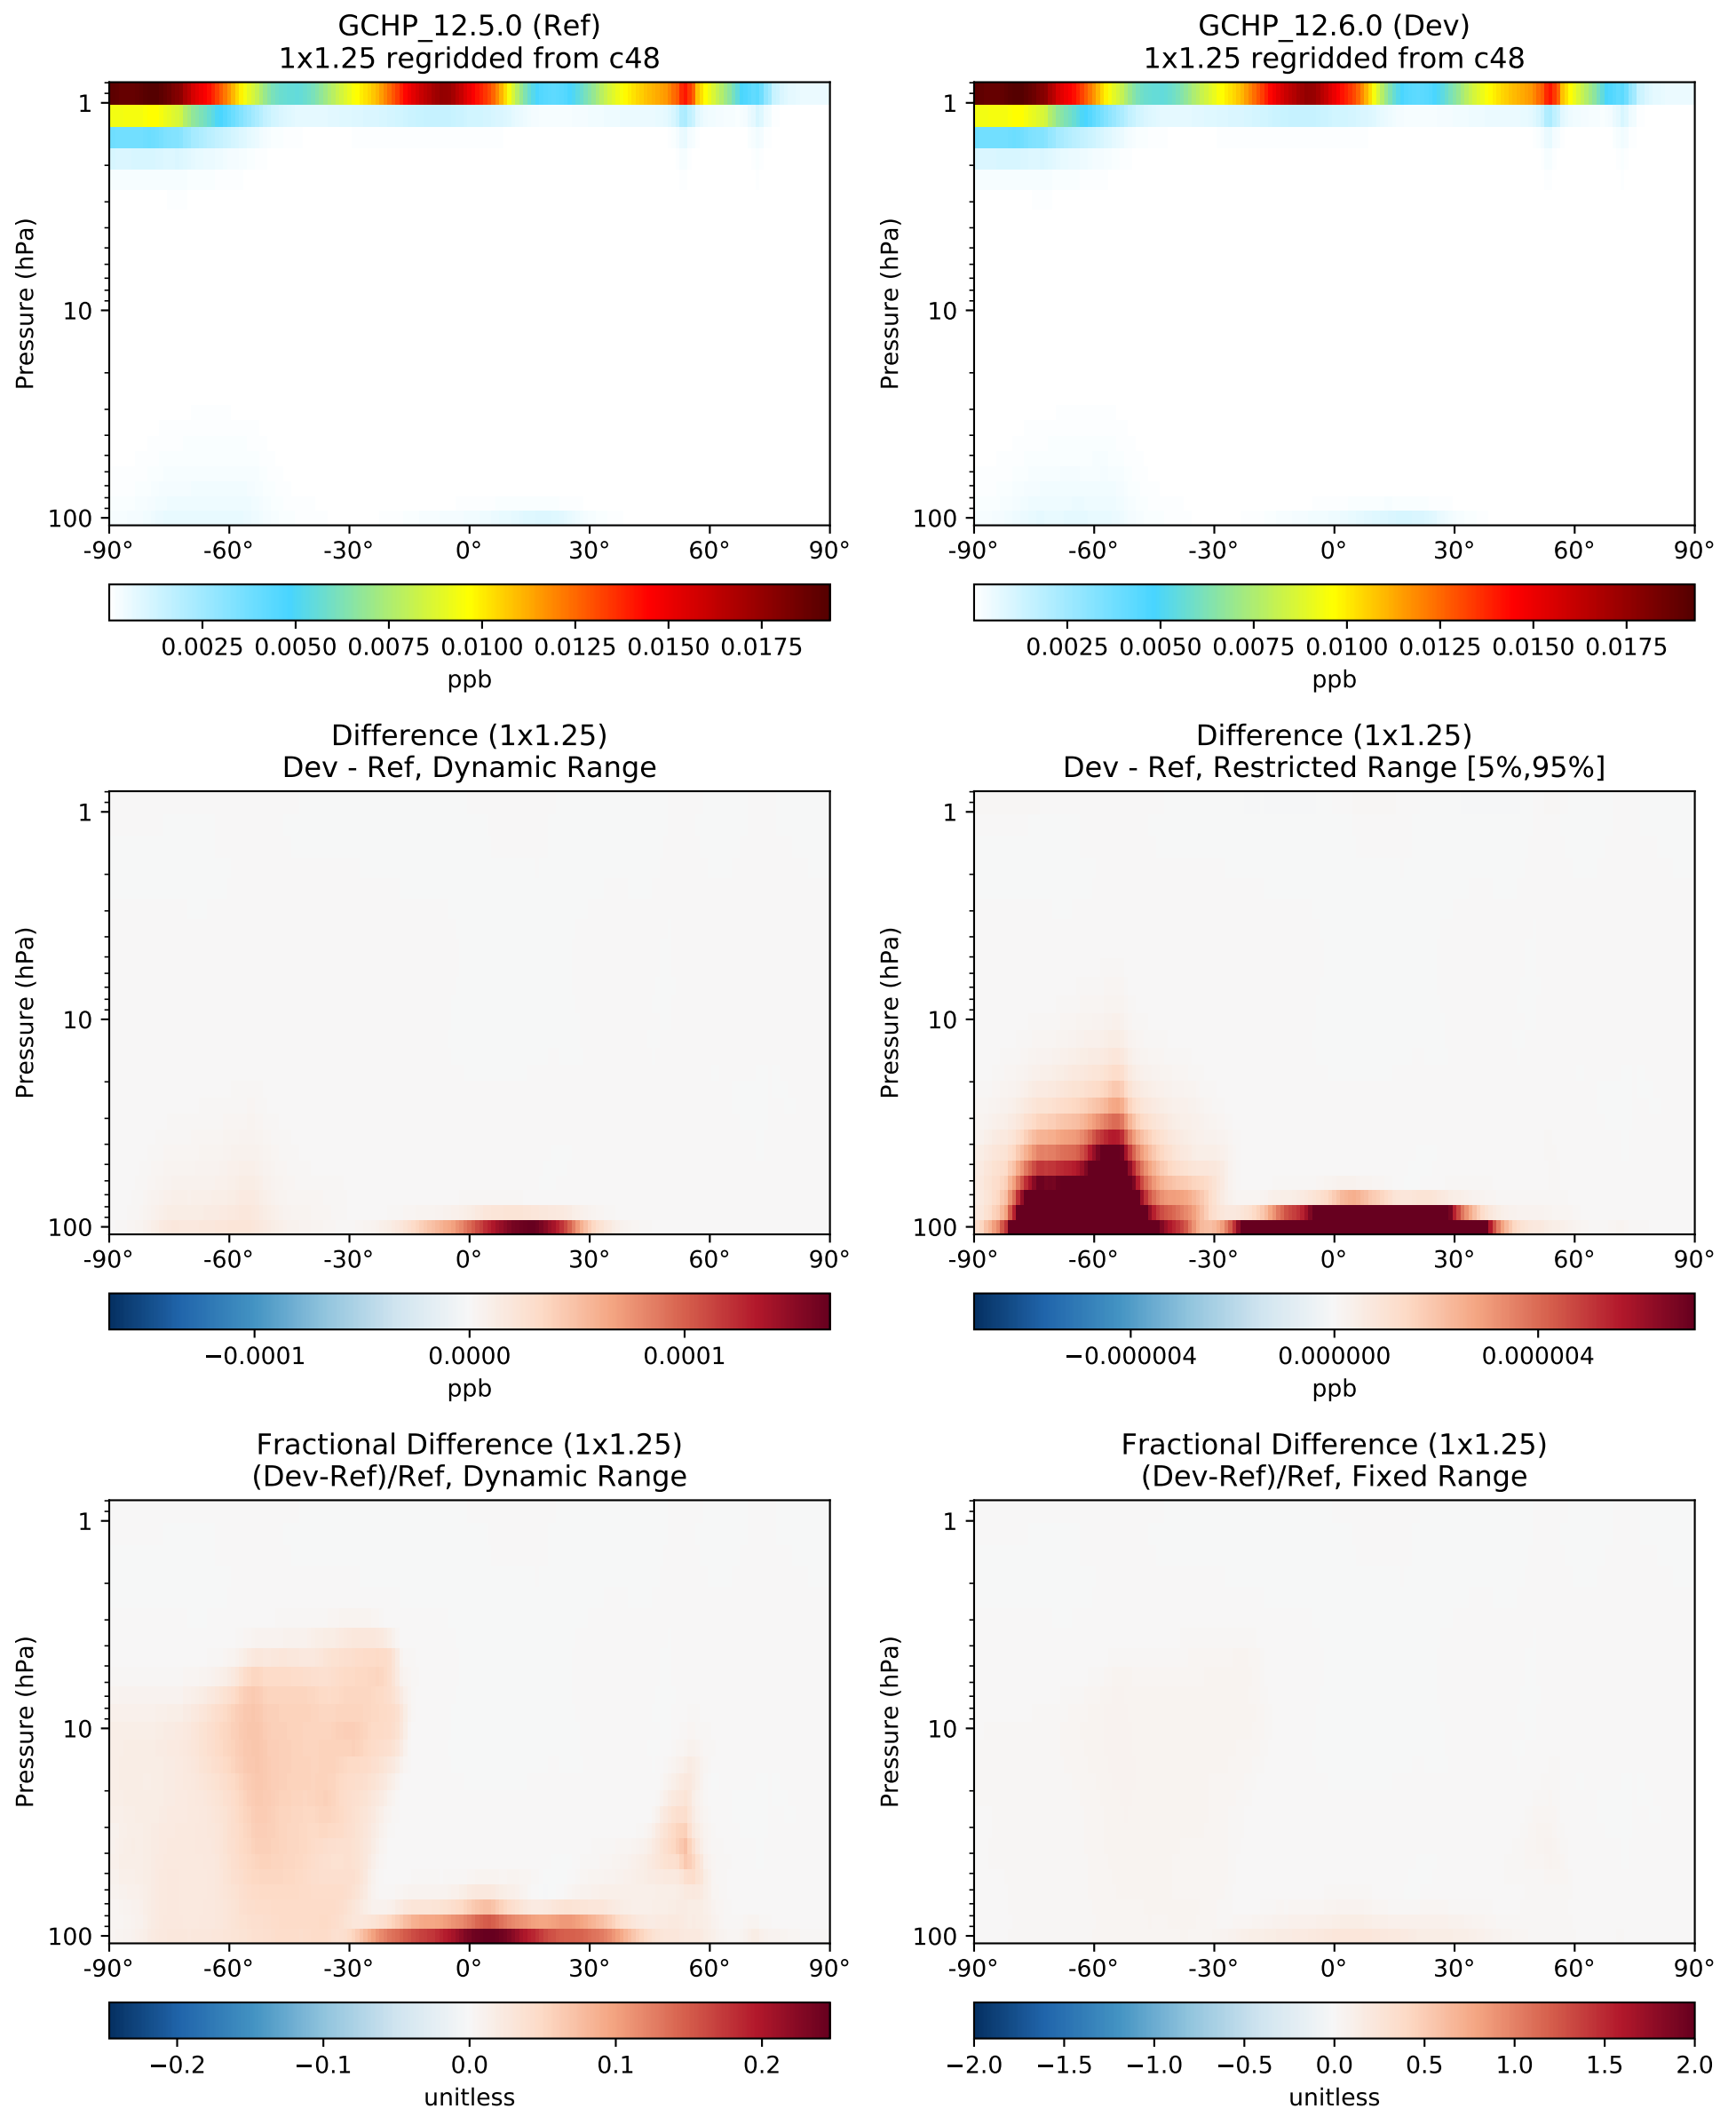 GCHP_12.5.0 (Ref)
1x1.25 regridded from c48
Pressure (hPa)
1
10
100
-90° -60° -30° 0° 30° 60° 90°
0.0025 0.0050 0.0075 0.0100 0.0125 0.0150 0.0175
ppb
GCHP_12.6.0 (Dev)
1x1.25 regridded from c48
Pressure (hPa)
1
10
100
-90° -60° -30° 0° 30° 60° 90°
0.0025 0.0050 0.0075 0.0100 0.0125 0.0150 0.0175
ppb
Difference (1x1.25)
Dev - Ref, Dynamic Range
Pressure (hPa)
1
10
100
-90° -60° -30° 0° 30° 60° 90°
−0.0001 0.0000 0.0001
ppb
Difference (1x1.25)
Dev - Ref, Restricted Range [5%,95%]
Pressure (hPa)
1
10
100
-90° -60° -30° 0° 30° 60° 90°
−0.000004 0.000000 0.000004
ppb
Fractional Difference (1x1.25)
(Dev-Ref)/Ref, Dynamic Range
Pressure (hPa)
1
10
100
-90° -60° -30° 0° 30° 60° 90°
−0.2 −0.1 0.0 0.1 0.2
unitless
Fractional Difference (1x1.25)
(Dev-Ref)/Ref, Fixed Range
Pressure (hPa)
1
10
100
-90° -60° -30° 0° 30° 60° 90°
−2.0 −1.5 −1.0 −0.5 0.0 0.5 1.0 1.5 2.0
unitless